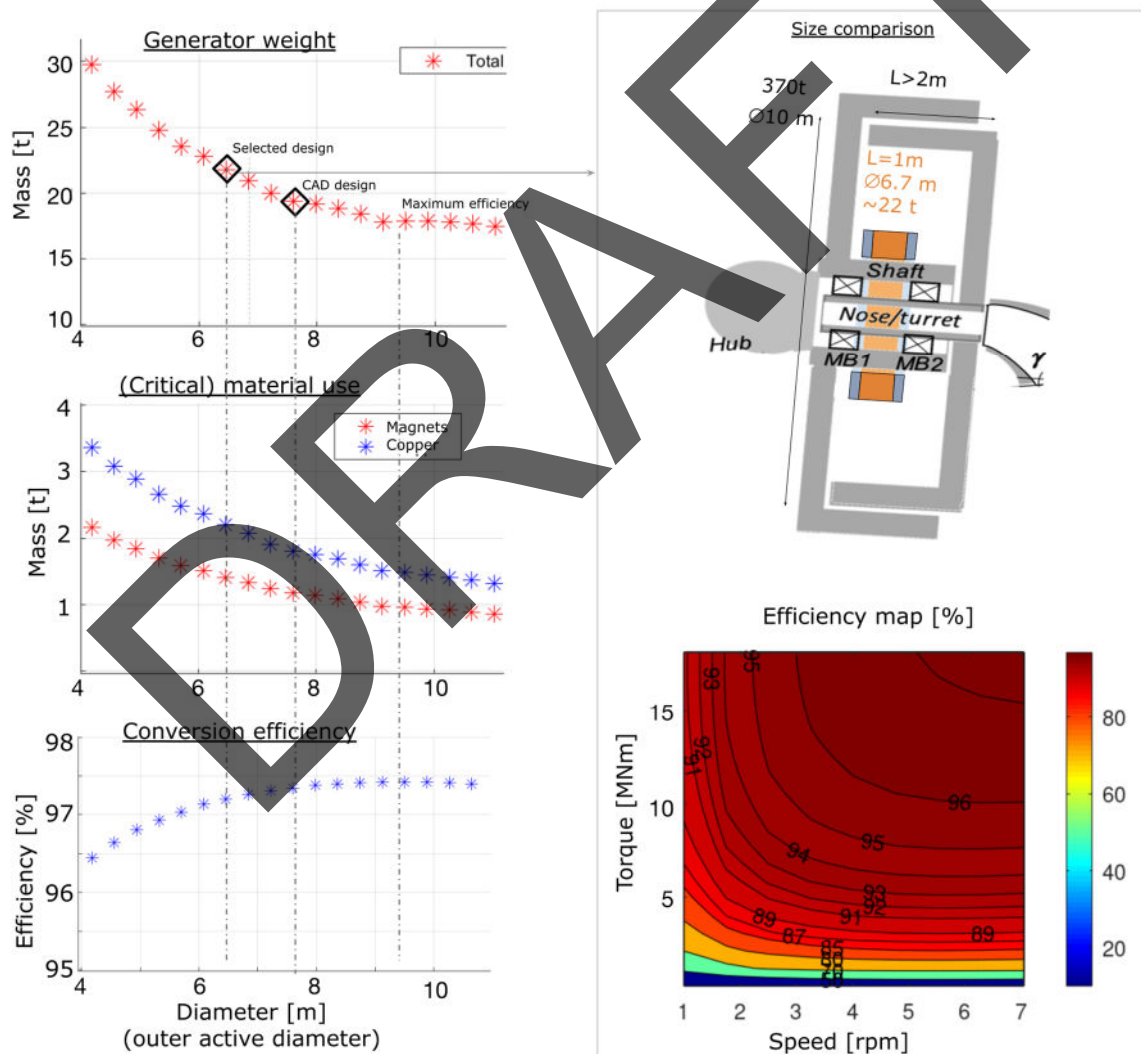 Generator weight
Total
30
25
20
15
10
Mass [t]
Selected design
CAD design
Maximum efficiency
4 6 8 10
(Critical) material use
Magnets
Copper
4
3
2
1
Mass [t]
4 6 8 10
Conversion efficiency
98
97
96
95
Efficiency [%]
4 6 8 10
Diameter [m]
(outer active diameter)
Size comparison
370t
∅10 m
L>2m
L=1m
∅6.7 m
~22 t
Shaft
Nose/turret
Hub
MB1 MB2
γ
Efficiency map [%]
95
93
92
91
96
95
94
93
92
91
89
89
87
85
15
10
5
Torque [MNm]
1 2 3 4 5 6 7
Speed [rpm]
80
60
40
20
DRAFT